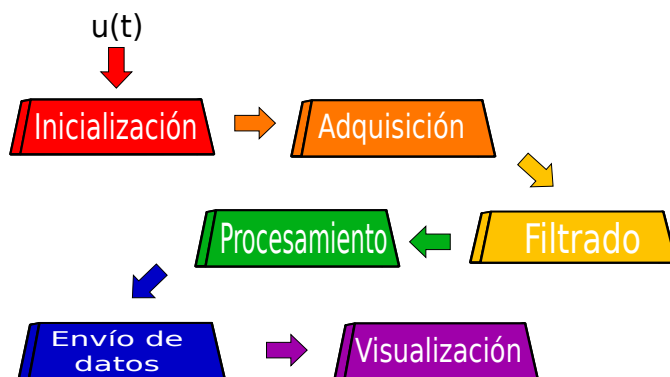 u(t)
Inicialización
Adquisición
Filtrado
Procesamiento
Envío de
datos
Visualización